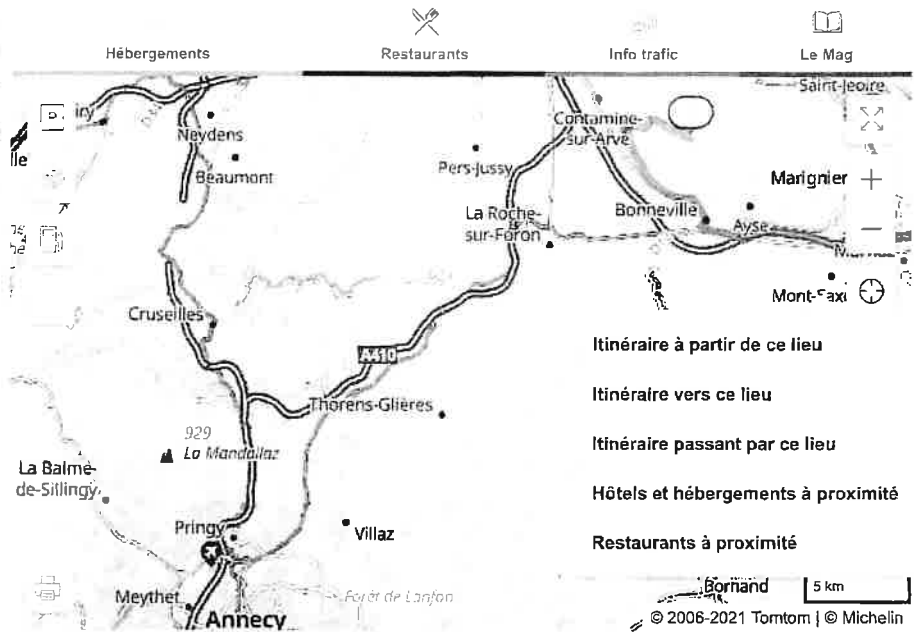 Hébergements
Restaurants
Info trafic
Le Mag
Saint-Jeoire
iry
Neydens
Contamine-
sur-Arve
lle
Beaumont
Pers-Jussy
Marignier
La Roche-
sur-Foron
Bonneville
Ayse
Cruseilles
A410
Itinéraire à partir de ce lieu
Itinéraire vers ce lieu
Thorens-Glières
929
La Mandallaz
Itinéraire passant par ce lieu
La Balme-
de-Sillingy
Hôtels et hébergements à proximité
Pringy
Villaz
Restaurants à proximité
Meythet
Annecy
Bornand
5 km
© 2006-2021 Tomtom | © Michelin